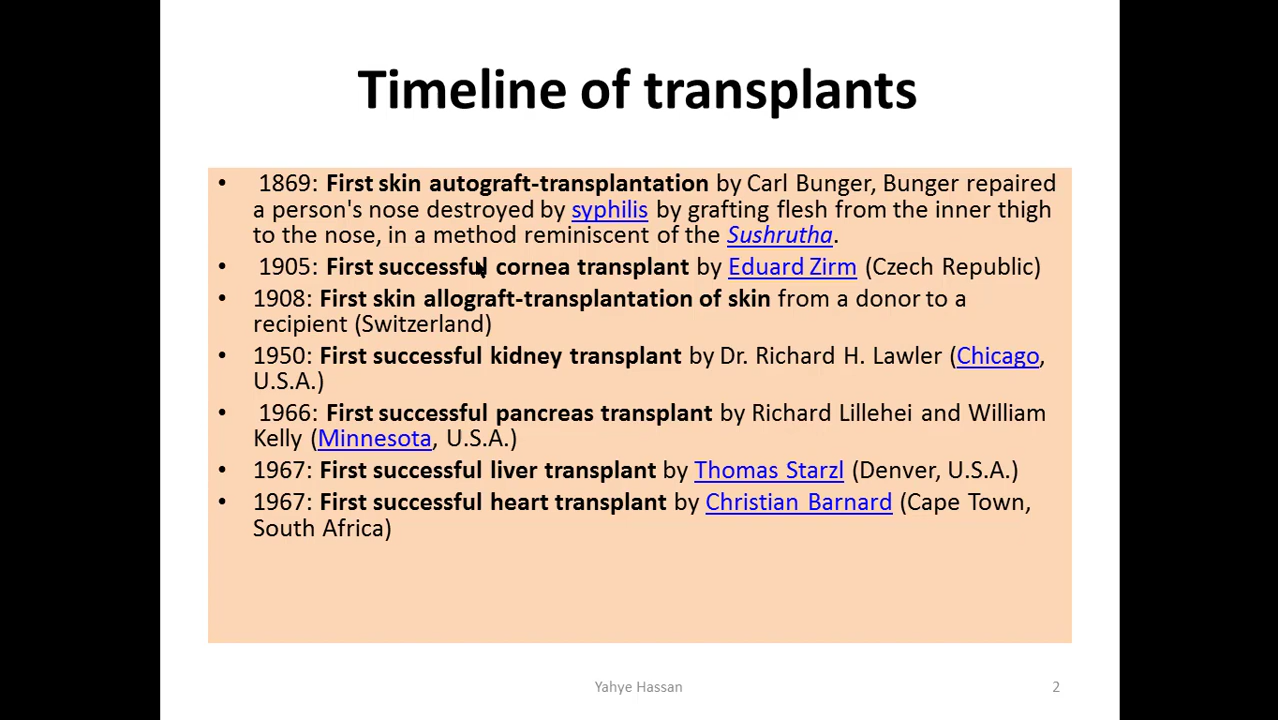 Timeline of transplants
• 1869: First skin autograft-transplantation by Carl Bunger, Bunger repaired
a person's nose destroyed by syphilis by grafting flesh from the inner thigh
to the nose, in a method reminiscent of the Sushrutha.
• 1905: First successful cornea transplant by Eduard Zirm (Czech Republic)
• 1908: First skin allograft-transplantation of skin from a donor to a
recipient (Switzerland)
• 1950: First successful kidney transplant by Dr. Richard H. Lawler (Chicago,
U.S.A.)
• 1966: First successful pancreas transplant by Richard Lillehei and William
Kelly (Minnesota, U.S.A.)
• 1967: First successful liver transplant by Thomas Starzl (Denver, U.S.A.)
• 1967: First successful heart transplant by Christian Barnard (Cape Town,
South Africa)
Yahye Hassan
2